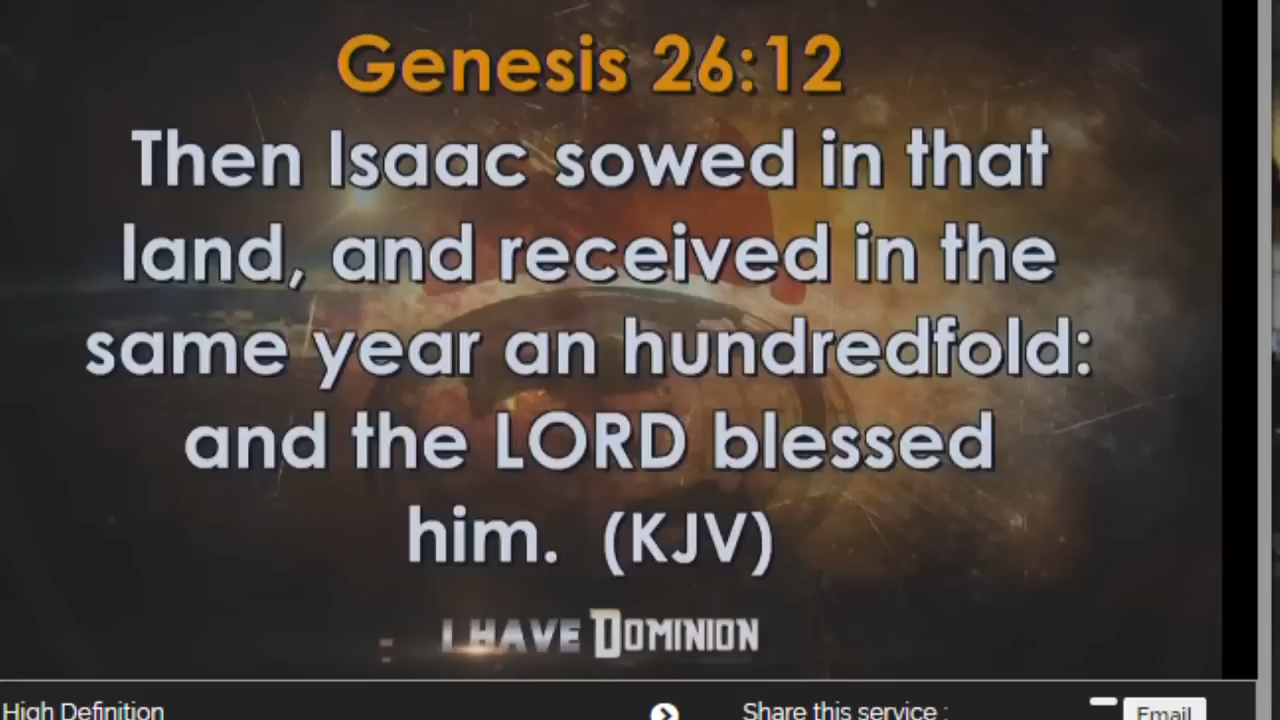 Genesis 26:12
Then Isaac sowed in that
land, and received in the
same year an hundredfold:
and the LORD blessed
him. (KJV)
I HAVE DOMINION
High Definition
Share this service :
Email